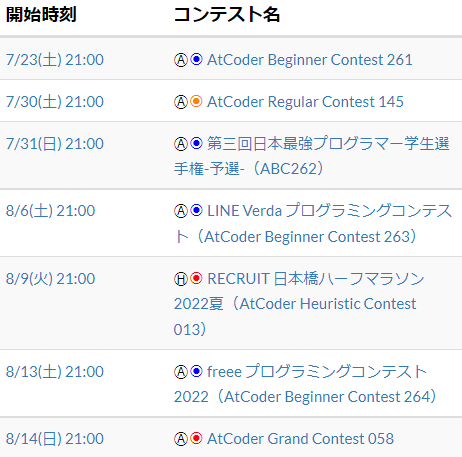 開始時刻 コンテスト名
7/23(土) 21:00 Ⓐ◉ AtCoder Beginner Contest 261
7/30(土) 21:00 Ⓐ◉ AtCoder Regular Contest 145
7/31(日) 21:00 Ⓐ◉ 第三回日本最強プログラマー学生選
手権-予選-（ABC262）
8/6(土) 21:00 Ⓐ◉ LINE Verda プログラミングコンテス
ト（AtCoder Beginner Contest 263）
8/9(火) 21:00 Ⓗ◉ RECRUIT 日本橋ハーフマラソン
2022夏（AtCoder Heuristic Contest
013）
8/13(土) 21:00 Ⓐ◉ freee プログラミングコンテスト
2022（AtCoder Beginner Contest 264）
8/14(日) 21:00 Ⓐ◉ AtCoder Grand Contest 058